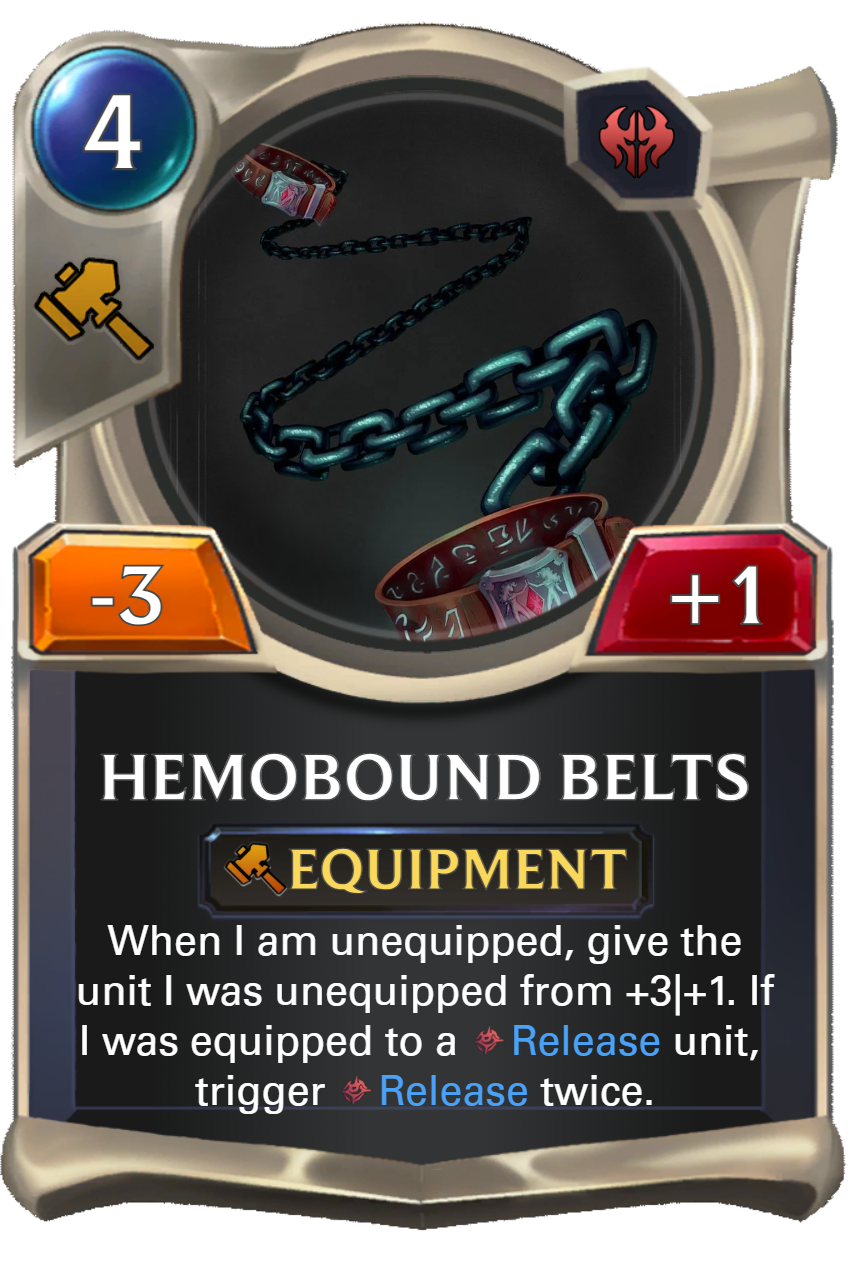 4
-3
+1
HEMOBOUND BELTS
EQUIPMENT
When I am unequipped, give the
unit I was unequipped from +3|+1. If
I was equipped to a Release unit,
trigger Release twice.